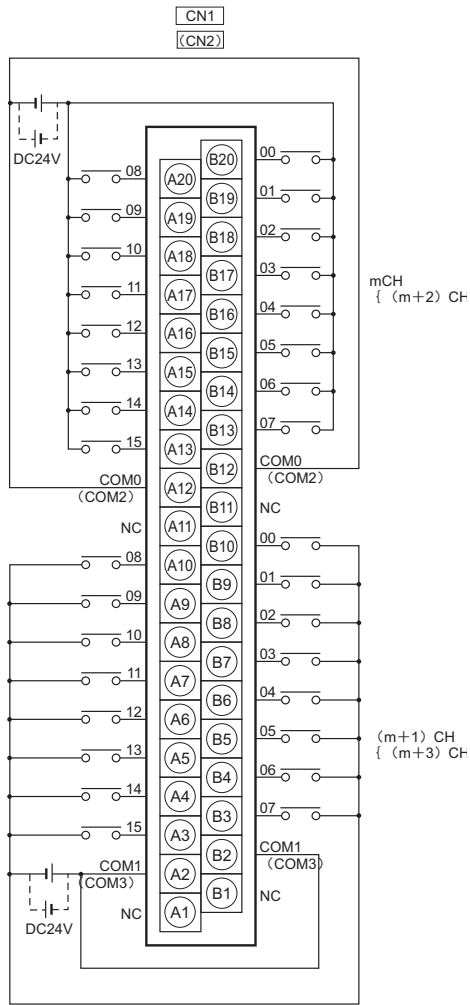 CN1
(CN2)
DC24V
A20 08 B20 00
A19 09 B19 01
A18 10 B18 02
A17 11 B17 03
A16 12 B16 04
A15 13 B15 05
A14 14 B14 06
A13 15 B13 07
A12 COM0 (COM2) B12 COM0 (COM2)
A11 NC B11 NC
A10 08 B10 00
A9 09 B9 01
A8 10 B8 02
A7 11 B7 03
A6 12 B6 04
A5 13 B5 05
A4 14 B4 06
A3 15 B3 07
A2 COM1 (COM3) B2 COM1 (COM3)
A1 NC B1 NC
DC24V
mCH
{ (m+2) CH
(m+1) CH
{ (m+3) CH